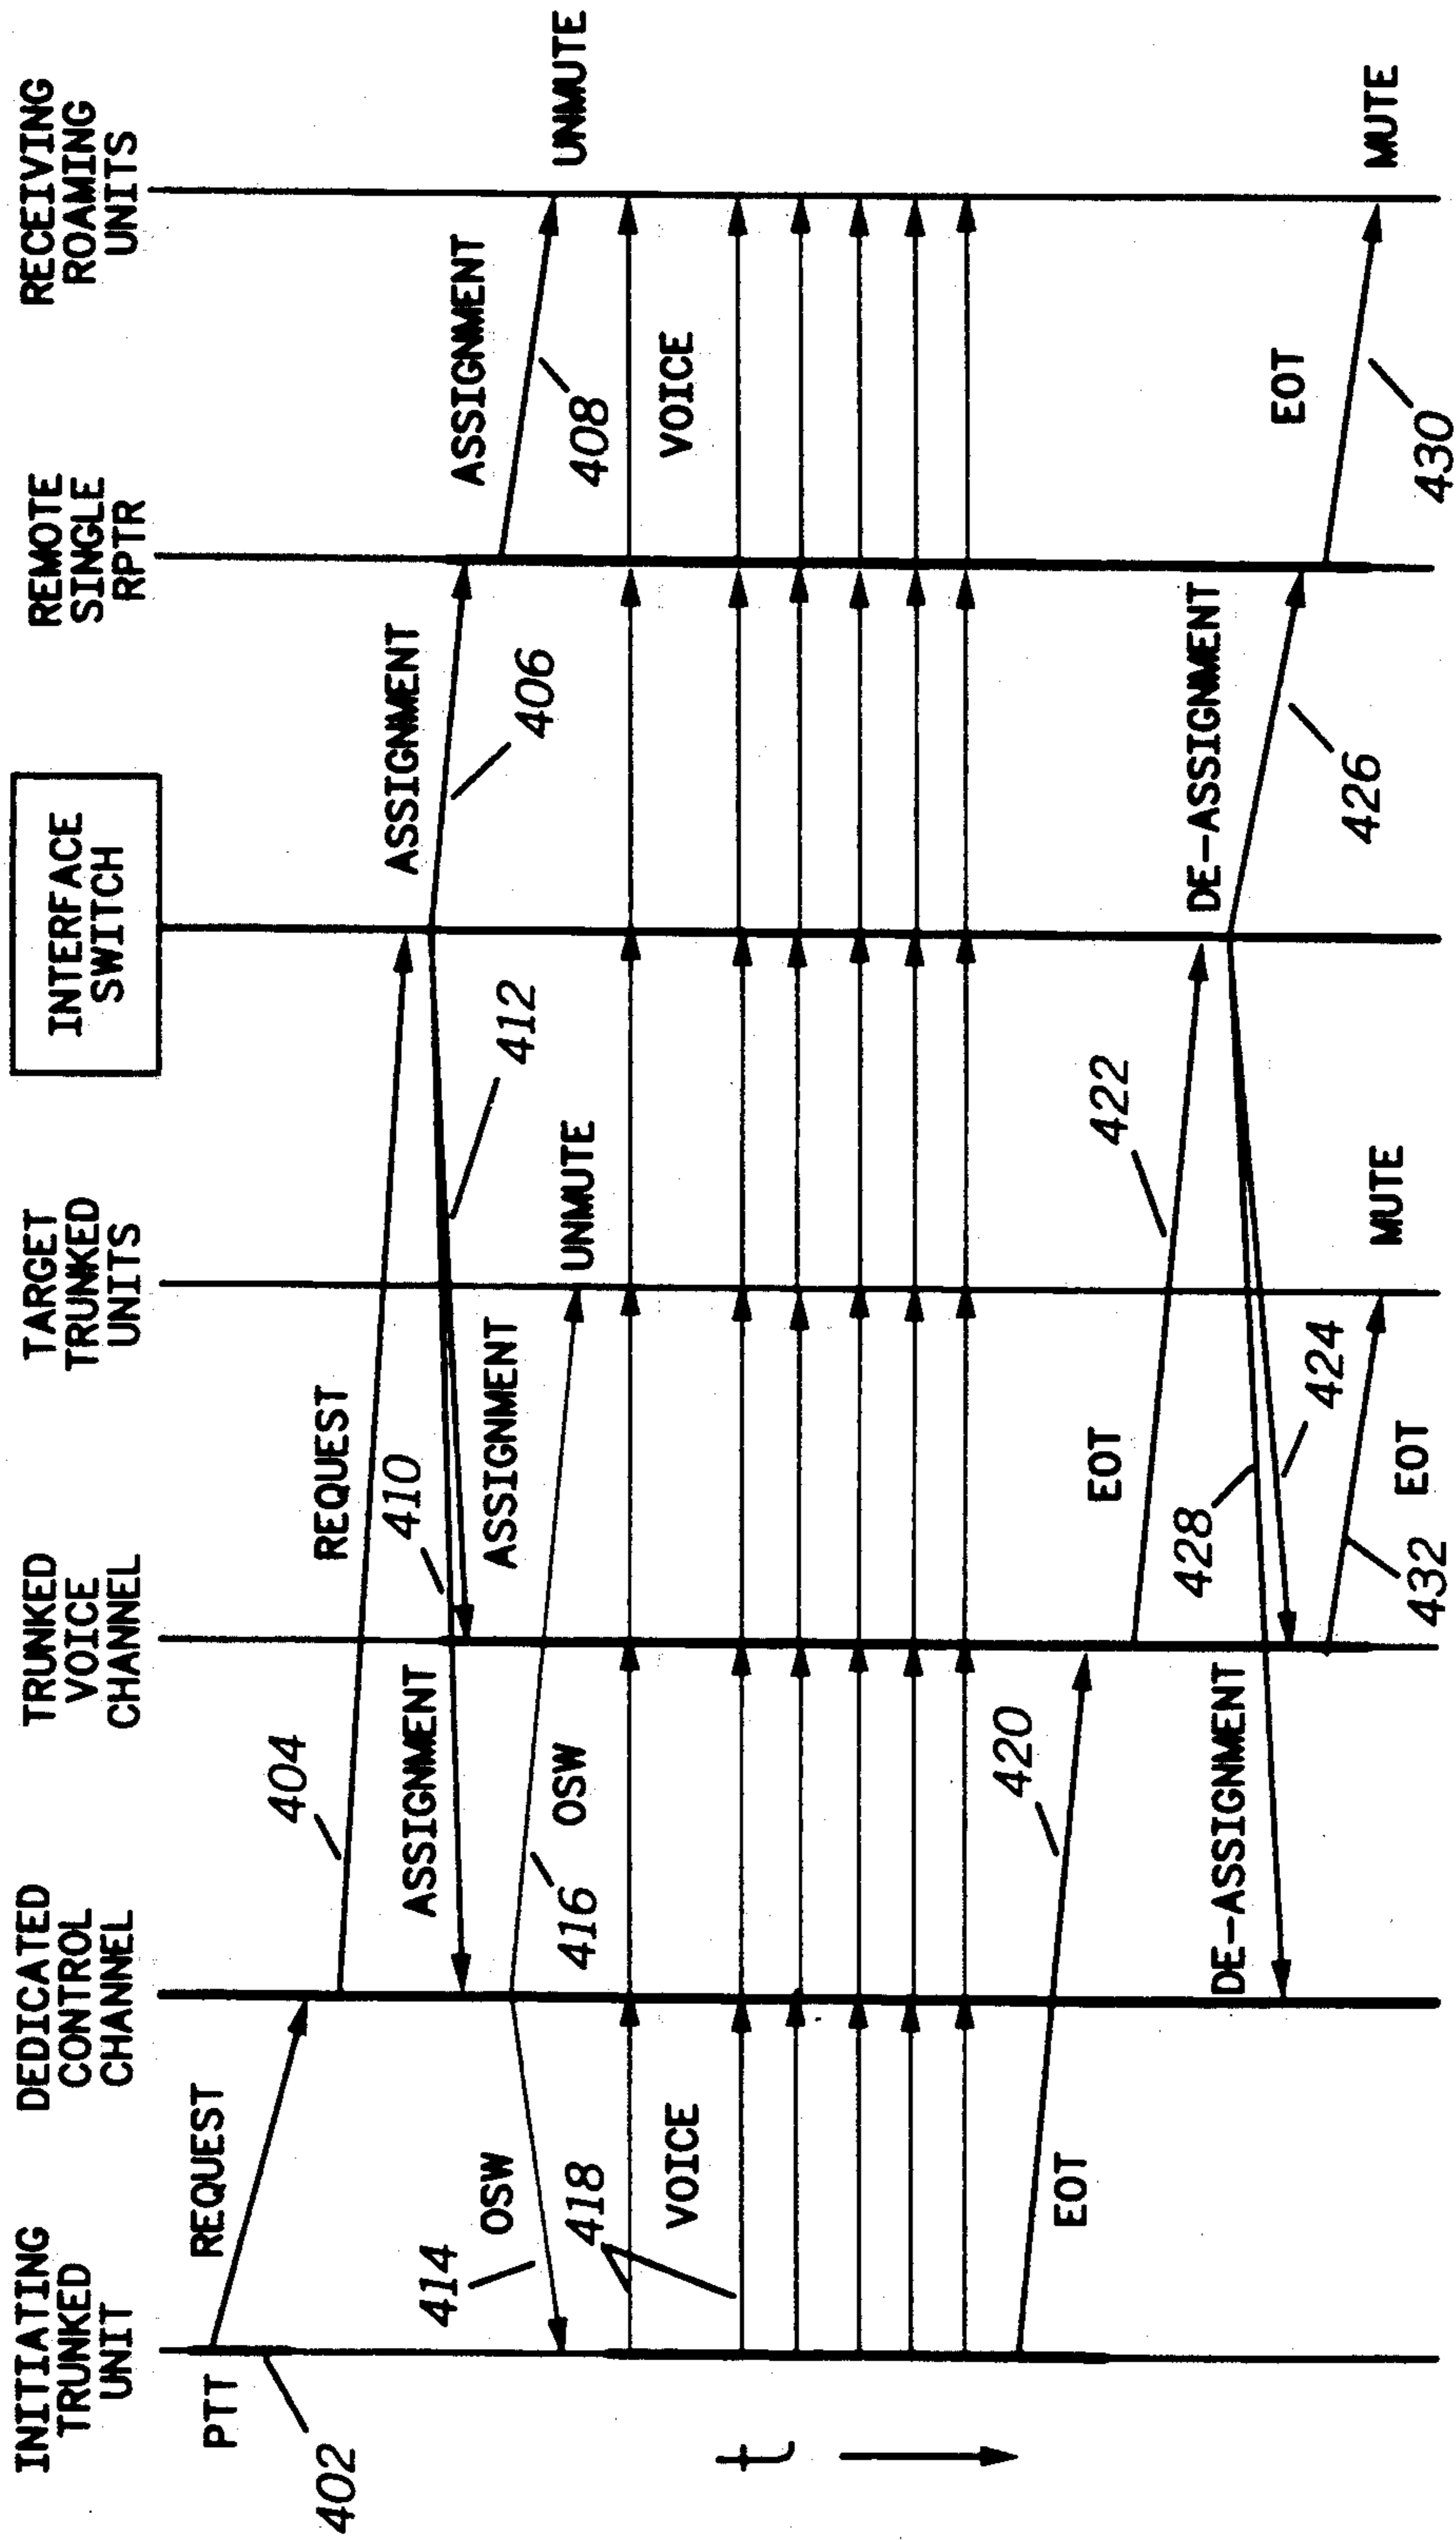 INITIATING
TRUNKED
UNIT
DEDICATED
CONTROL
CHANNEL
TRUNKED
VOICE
CHANNEL
TARGET
TRUNKED
UNITS
INTERFACE
SWITCH
REMOTE
SINGLE
RPTR
RECEIVING
ROAMING
UNITS
PTT
402
REQUEST
404
REQUEST
410
ASSIGNMENT
ASSIGNMENT
412
ASSIGNMENT
406
ASSIGNMENT
408
UNMUTE
414
OSW
416
OSW
UNMUTE
418
VOICE
VOICE
t
EOT
420
EOT
422
DE-ASSIGNMENT
428
424
DE-ASSIGNMENT
426
EOT
430
MUTE
432
EOT
MUTE